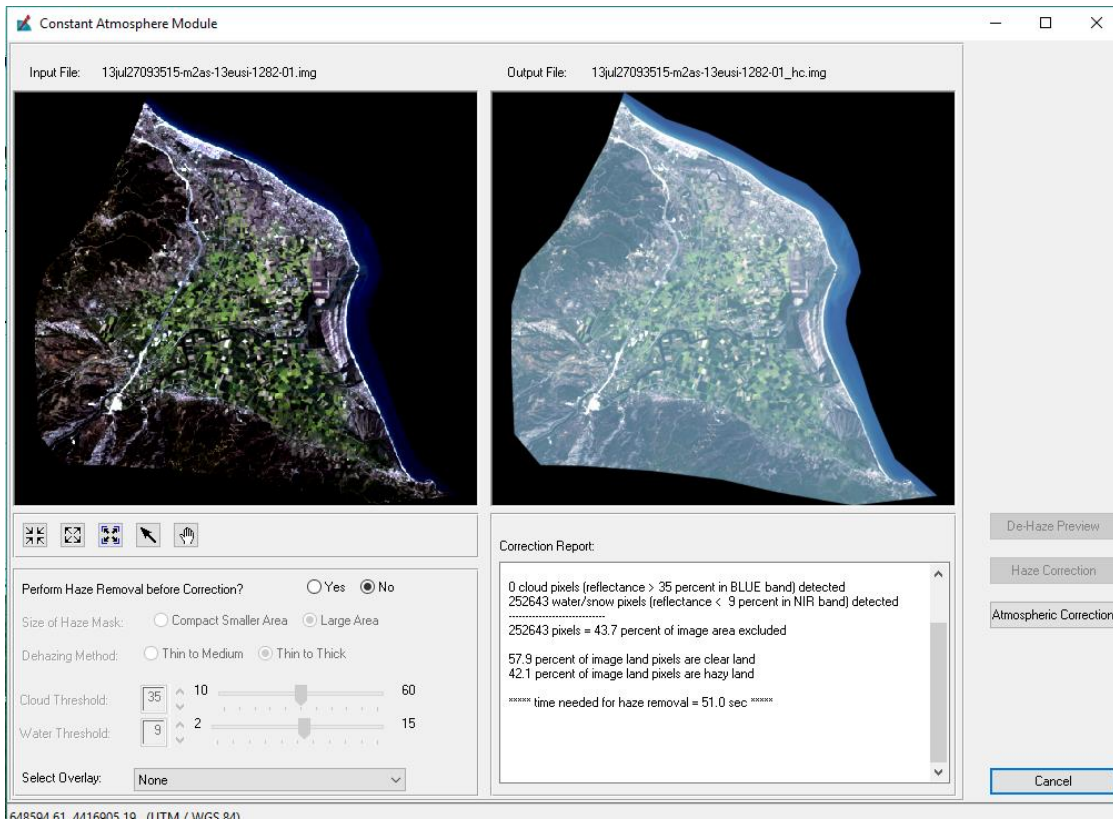 Constant Atmosphere Module
Input File: 13jul27093515-m2as-13eusi-1282-01.img
Output File: 13jul27093515-m2as-13eusi-1282-01_hc.img
Correction Report:
0 cloud pixels (reflectance > 35 percent in BLUE band) detected
252643 water/snow pixels (reflectance < 9 percent in NIR band) detected
----------------------------
252643 pixels = 43.7 percent of image area excluded
57.9 percent of image land pixels are clear land
42.1 percent of image land pixels are hazy land
***** time needed for haze removal = 51.0 sec *****
Perform Haze Removal before Correction? Yes No
Size of Haze Mask: Compact Smaller Area Large Area
Dehazing Method: Thin to Medium Thin to Thick
Cloud Threshold: 35 10 60
Water Threshold: 9 2 15
Select Overlay: None
De-Haze Preview
Haze Correction
Atmospheric Correction
Cancel
648594.61, 4416905.19 (UTM / WGS 84)